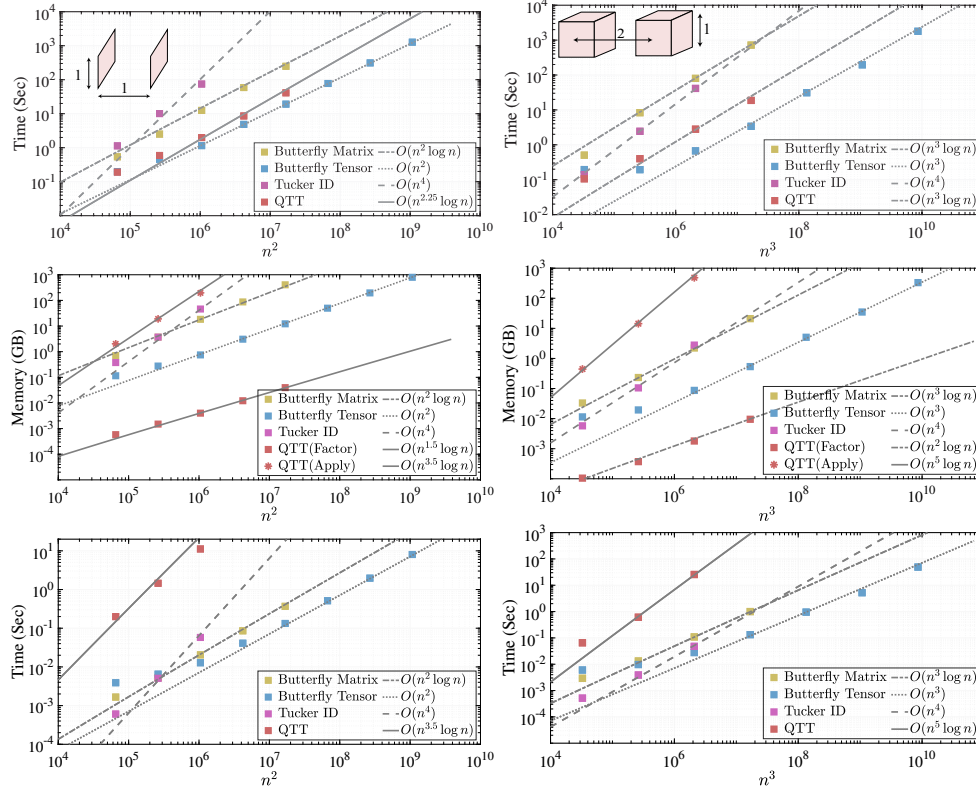 10^4
10^3
10^2
10^1
10^0
10^{-1}
Time (Sec)
1
1
Butterfly Matrix O(n^2 log n)
Butterfly Tensor O(n^2)
Tucker ID O(n^4)
QTT O(n^{2.25} log n)
10^4 10^5 10^6 10^7 10^8 10^9 10^10
n^2
10^4
10^3
10^2
10^1
10^0
10^{-1}
10^{-2}
Time (Sec)
2
1
Butterfly Matrix O(n^3 log n)
Butterfly Tensor O(n^3)
Tucker ID O(n^4)
QTT O(n^3 log n)
10^4 10^6 10^8 10^10
n^3
10^3
10^2
10^1
10^0
10^{-1}
10^{-2}
10^{-3}
10^{-4}
Memory (GB)
Butterfly Matrix O(n^2 log n)
Butterfly Tensor O(n^2)
Tucker ID O(n^4)
QTT(Factor) O(n^{1.5} log n)
QTT(Apply) O(n^{3.5} log n)
10^4 10^5 10^6 10^7 10^8 10^9 10^10
n^2
10^3
10^2
10^1
10^0
10^{-1}
10^{-2}
10^{-3}
Memory (GB)
Butterfly Matrix O(n^3 log n)
Butterfly Tensor O(n^3)
Tucker ID O(n^4)
QTT(Factor) O(n^2 log n)
QTT(Apply) O(n^5 log n)
10^4 10^6 10^8 10^10
n^3
10^1
10^0
10^{-1}
10^{-2}
10^{-3}
10^{-4}
Time (Sec)
Butterfly Matrix O(n^2 log n)
Butterfly Tensor O(n^2)
Tucker ID O(n^4)
QTT O(n^{3.5} log n)
10^4 10^5 10^6 10^7 10^8 10^9 10^10
n^2
10^3
10^2
10^1
10^0
10^{-1}
10^{-2}
10^{-3}
10^{-4}
Time (Sec)
Butterfly Matrix O(n^3 log n)
Butterfly Tensor O(n^3)
Tucker ID O(n^4)
QTT O(n^5 log n)
10^4 10^6 10^8 10^10
n^3